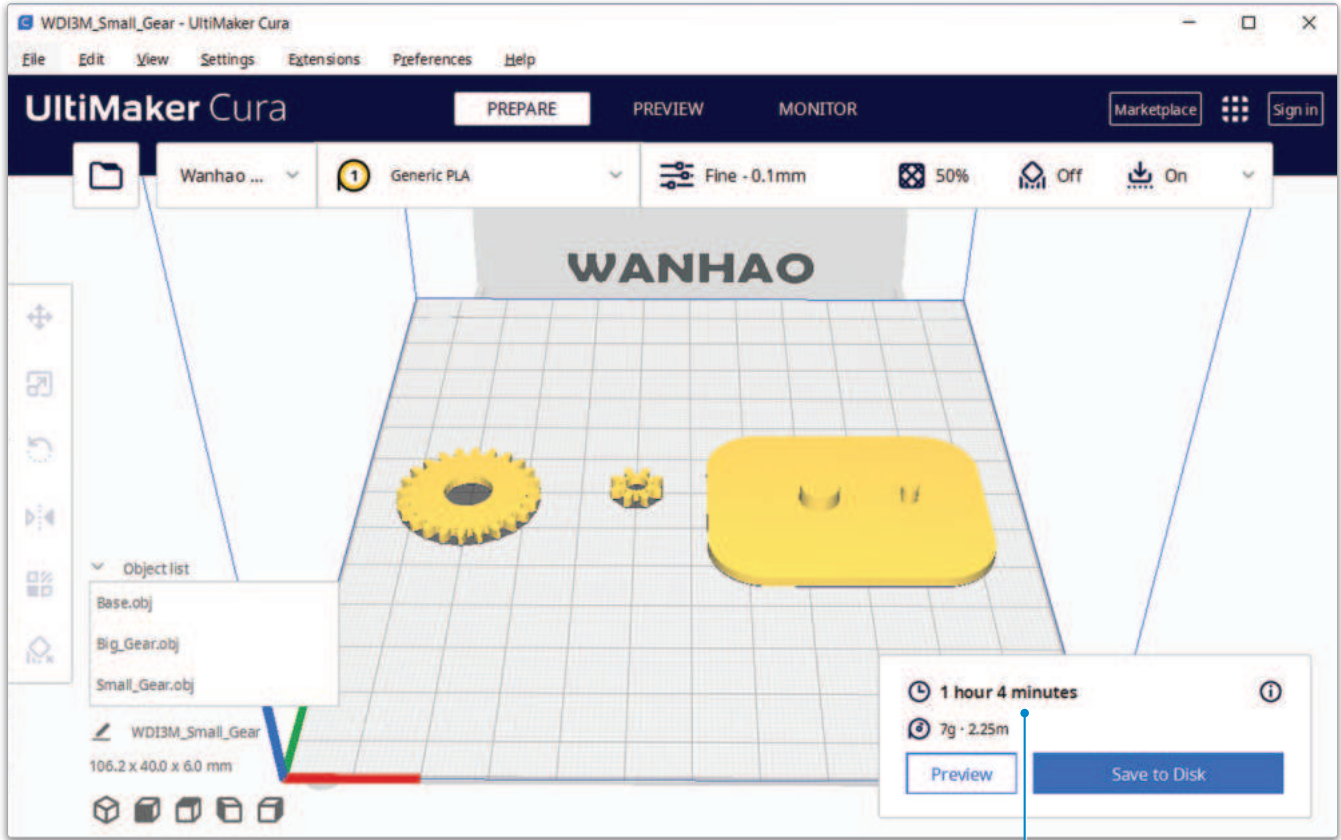 WDI3M_Small_Gear - UltiMaker Cura
File Edit View Settings Extensions Preferences Help
UltiMaker Cura PREPARE PREVIEW MONITOR Marketplace Sign in
Wanhao ... 1 Generic PLA Fine - 0.1mm 50% Off On
WANHAO
Object list
Base.obj
Big_Gear.obj
Small_Gear.obj
WDI3M_Small_Gear
106.2 x 40.0 x 6.0 mm
1 hour 4 minutes
7g · 2.25m
Preview Save to Disk